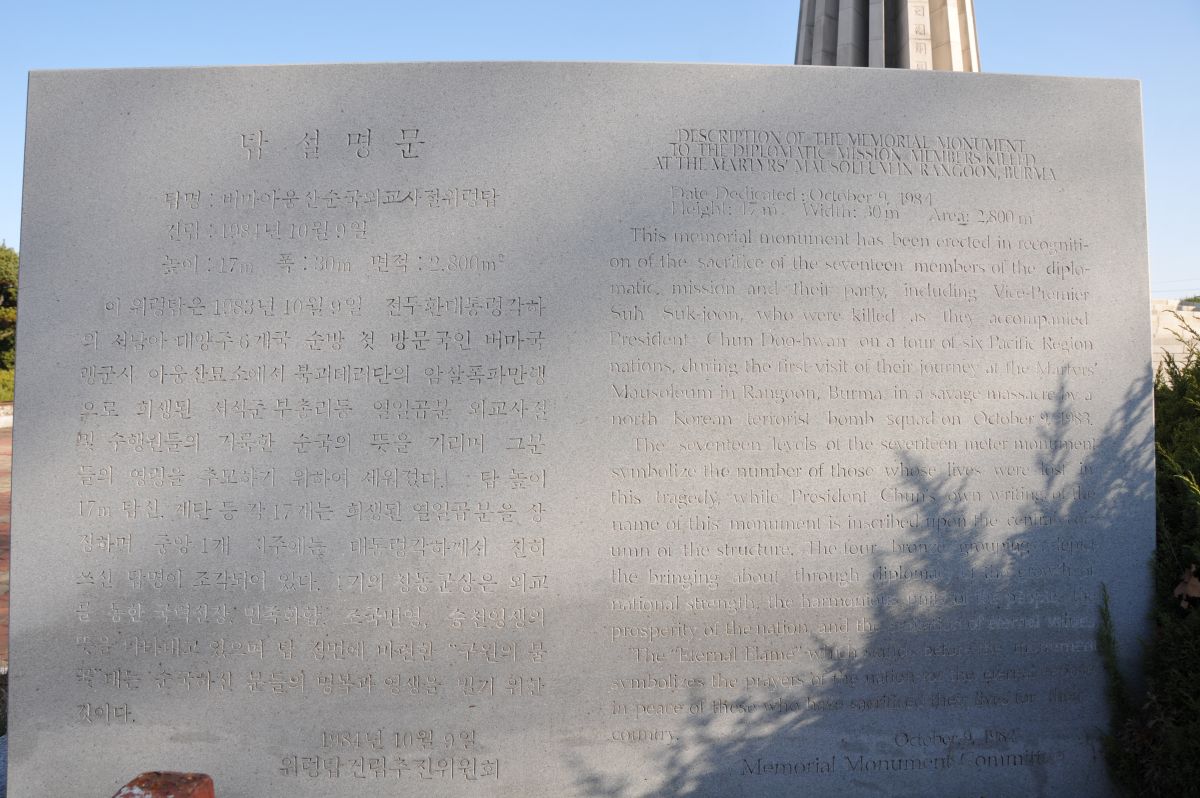 탑 설 명 문
탑명 : 버마아웅산순국외교사절위령탑
건립 : 1984년 10월 9일
높이 : 17m 폭 : 30m 면적 : 2,800m²
이 위령탑은 1983년 10월 9일 전두환대통령각하
의 서남아·대양주 6개국 순방 첫 방문국인 버마국
랭군시 아웅산묘소에서 북괴테러단의 암살폭파만행
으로 희생된 서석준 부총리등 열일곱분 외교사절
및 수행원들의 거룩한 순국의 뜻을 기리며 그분
들의 영령을 추모하기 위하여 세워졌다. 탑 높이
17m 탑신, 계단 등 각 17개는 희생된 열일곱분을 상
징하며 중앙 1개 지주에는 대통령각하께서 친히
쓰신 탑명이 조각되어 있다. 4기의 청동군상은 외교
를 통한 국력신장, 민족화합, 조국번영, 승천영생의
뜻을 나타내고 있으며 탑 전면에 마련한 "구원의 불
꽃"대는 순국하신 분들의 명복과 영생을 빌기 위한
것이다.
1984년 10월 9일
위령탑건립추진위원회
DESCRIPTION OF THE MEMORIAL MONUMENT
TO THE DIPLOMATIC MISSION MEMBERS KILLED
AT THE MARTYRS' MAUSOLEUM IN RANGOON, BURMA
Date Dedicated : October 9, 1984
Height: 17m Width: 30m Area: 2,800m²
This memorial monument has been erected in recogniti-
on of the sacrifice of the seventeen members of the diplo-
matic mission and their party, including Vice-Premier
Suh Suk-joon, who were killed as they accompanied
President Chun Doo-hwan on a tour of six Pacific Region
nations, during the first visit of their journey at the Martyrs'
Mausoleum in Rangoon, Burma, in a savage massacre by a
north Korean terrorist bomb squad on October 9, 1983.
The seventeen levels of the seventeen meter monument
symbolize the number of those whose lives were lost in
this tragedy, while President Chun's own writing of the
name of this monument is inscribed upon the central col-
umn of the structure. The four bronze groupings depict
the bringing about through diplomacy of the growth of
national strength, the harmonious unity of the people, the
prosperity of the nation, and the of eternal virtue.
The "Eternal Flame" which stands before the monument
symbolizes the prayers of the nation for the eternal
in peace of those who have sacrificed their lives for their
country.
October 9, 1984
Memorial Monument Committee